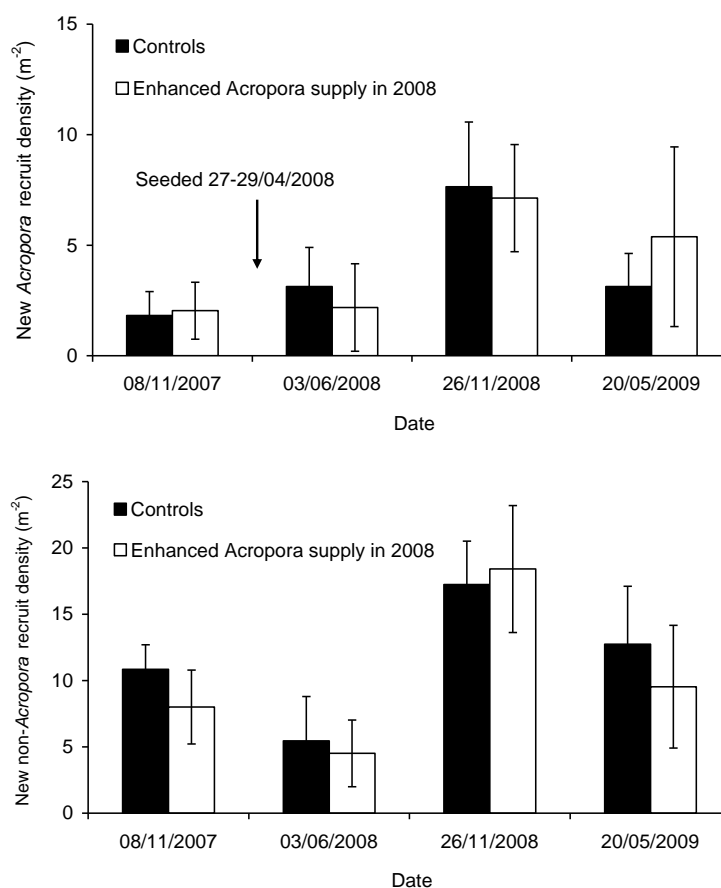 15
Controls
Enhanced Acropora supply in 2008
New Acropora recruit density (m-2)
10
Seeded 27-29/04/2008
5
0
08/11/2007 03/06/2008 26/11/2008 20/05/2009
Date
25
Controls
Enhanced Acropora supply in 2008
20
New non-Acropora recruit density (m-2)
15
10
5
0
08/11/2007 03/06/2008 26/11/2008 20/05/2009
Date